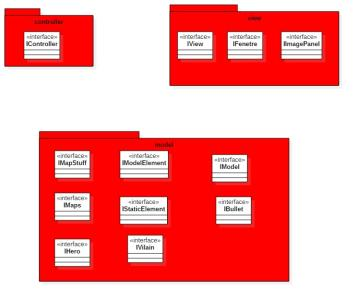 controller
«interface»
IController
view
«interface»
IView
«interface»
IFenetre
«interface»
IImagePanel
model
«interface»
IMapStuff
«interface»
IModelElement
«interface»
IModel
«interface»
IMaps
«interface»
IStaticElement
«interface»
IBullet
«interface»
IHero
«interface»
IVilain